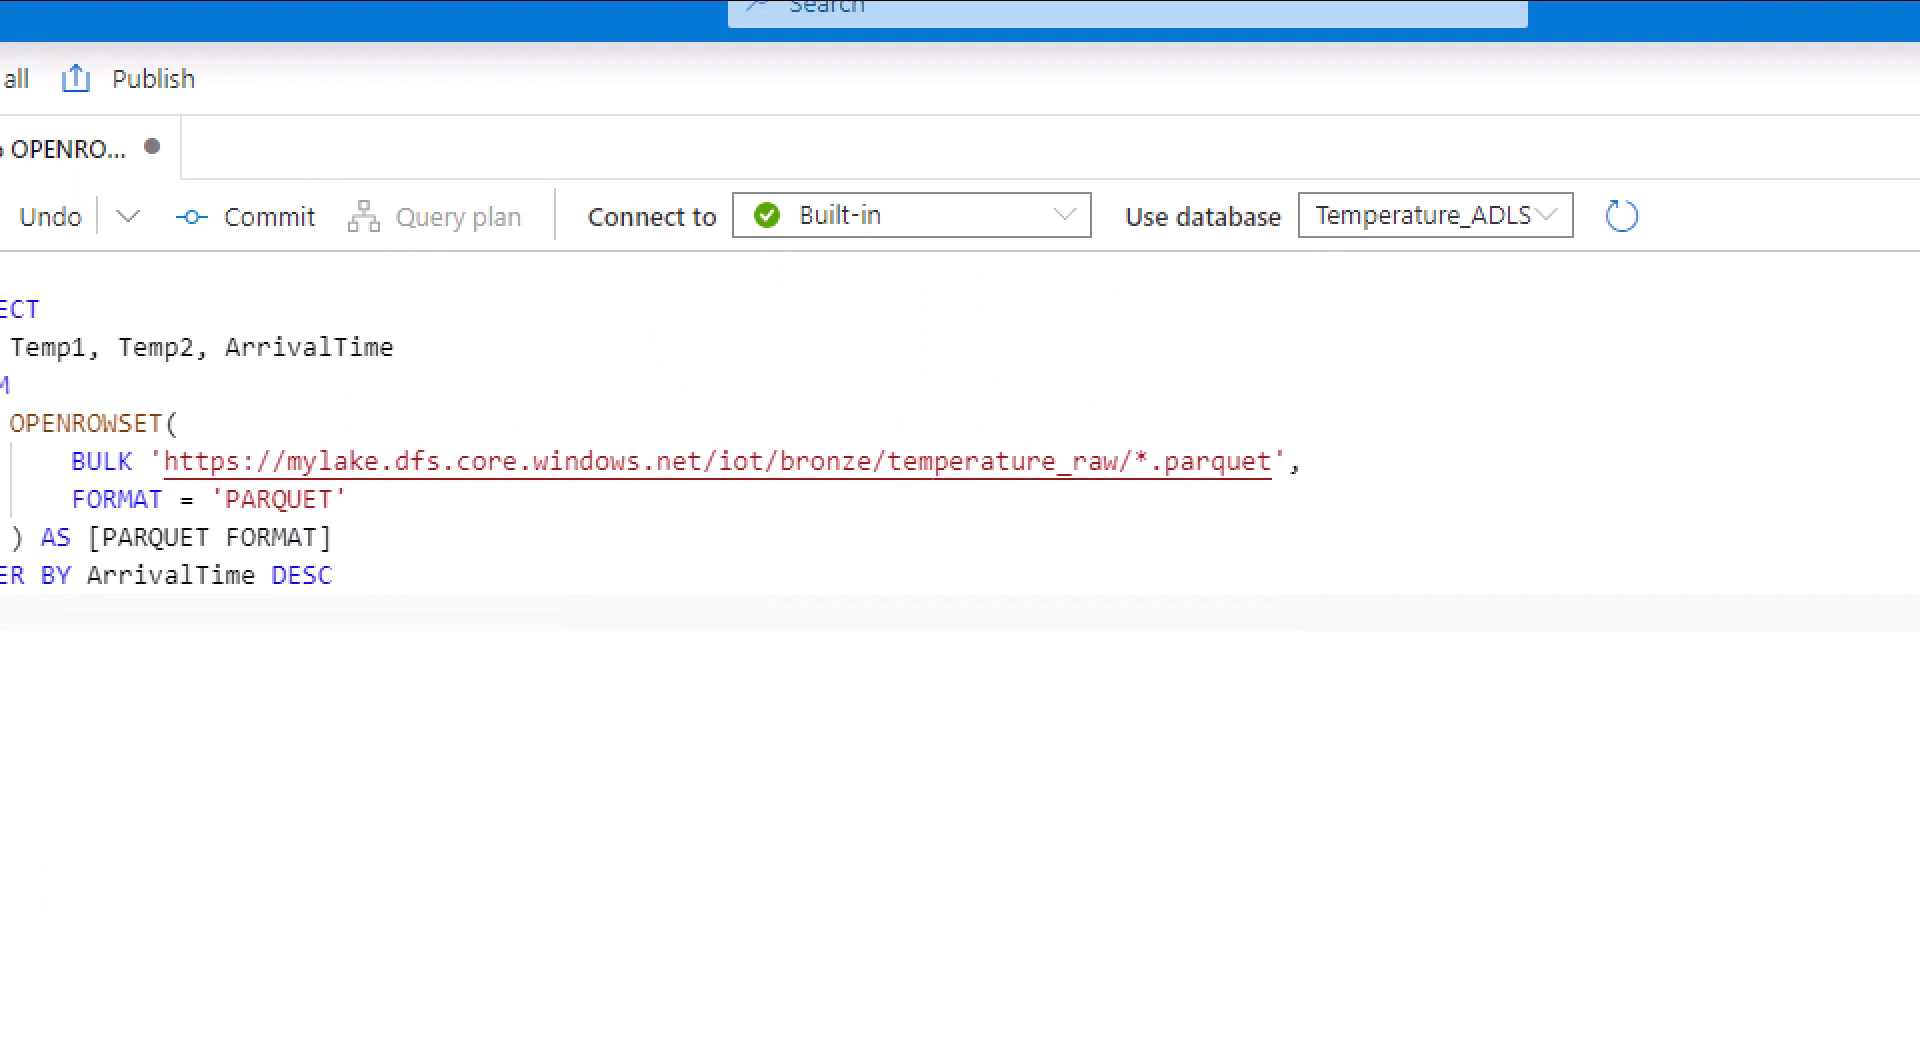 Search
all Publish
OPENRO...
Undo Commit Query plan Connect to Built-in Use database Temperature_ADLS
ECT
Temp1, Temp2, ArrivalTime
M
OPENROWSET(
BULK 'https://mylake.dfs.core.windows.net/iot/bronze/temperature_raw/*.parquet',
FORMAT = 'PARQUET'
) AS [PARQUET FORMAT]
ER BY ArrivalTime DESC